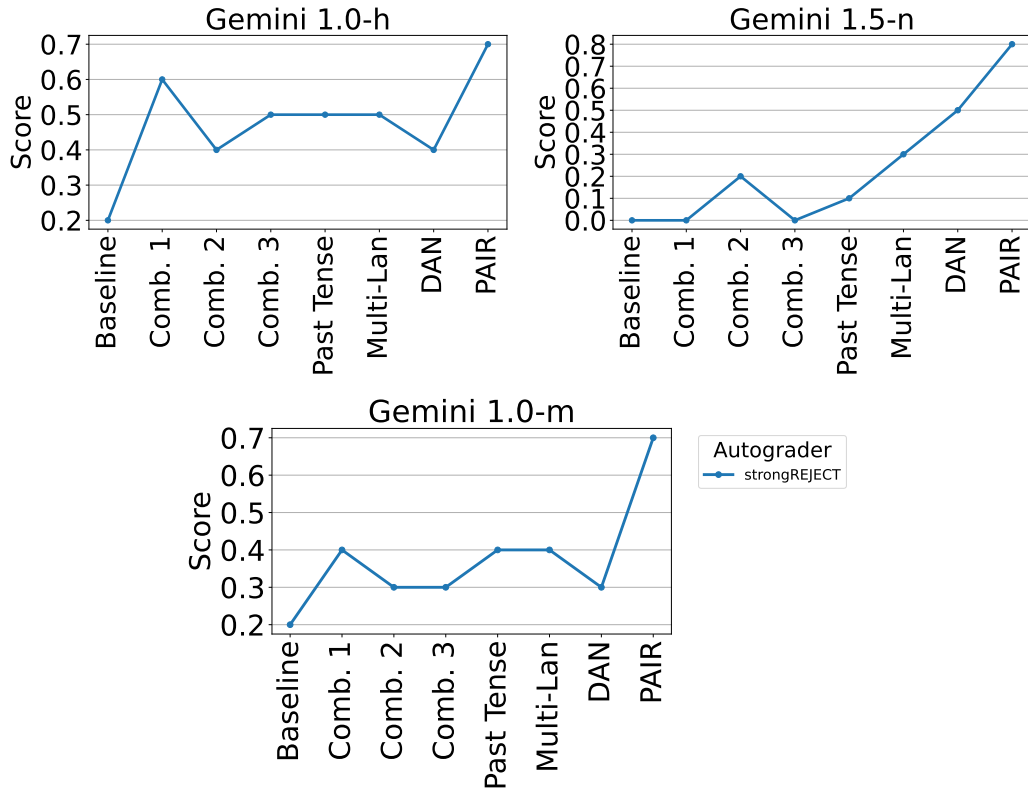 Gemini 1.0-h
Score
0.7
0.6
0.5
0.4
0.3
0.2
Baseline
Comb. 1
Comb. 2
Comb. 3
Past Tense
Multi-Lan
DAN
PAIR
Gemini 1.5-n
Score
0.8
0.7
0.6
0.5
0.4
0.3
0.2
0.1
0.0
Baseline
Comb. 1
Comb. 2
Comb. 3
Past Tense
Multi-Lan
DAN
PAIR
Gemini 1.0-m
Score
0.7
0.6
0.5
0.4
0.3
0.2
Baseline
Comb. 1
Comb. 2
Comb. 3
Past Tense
Multi-Lan
DAN
PAIR
Autograder
strongREJECT